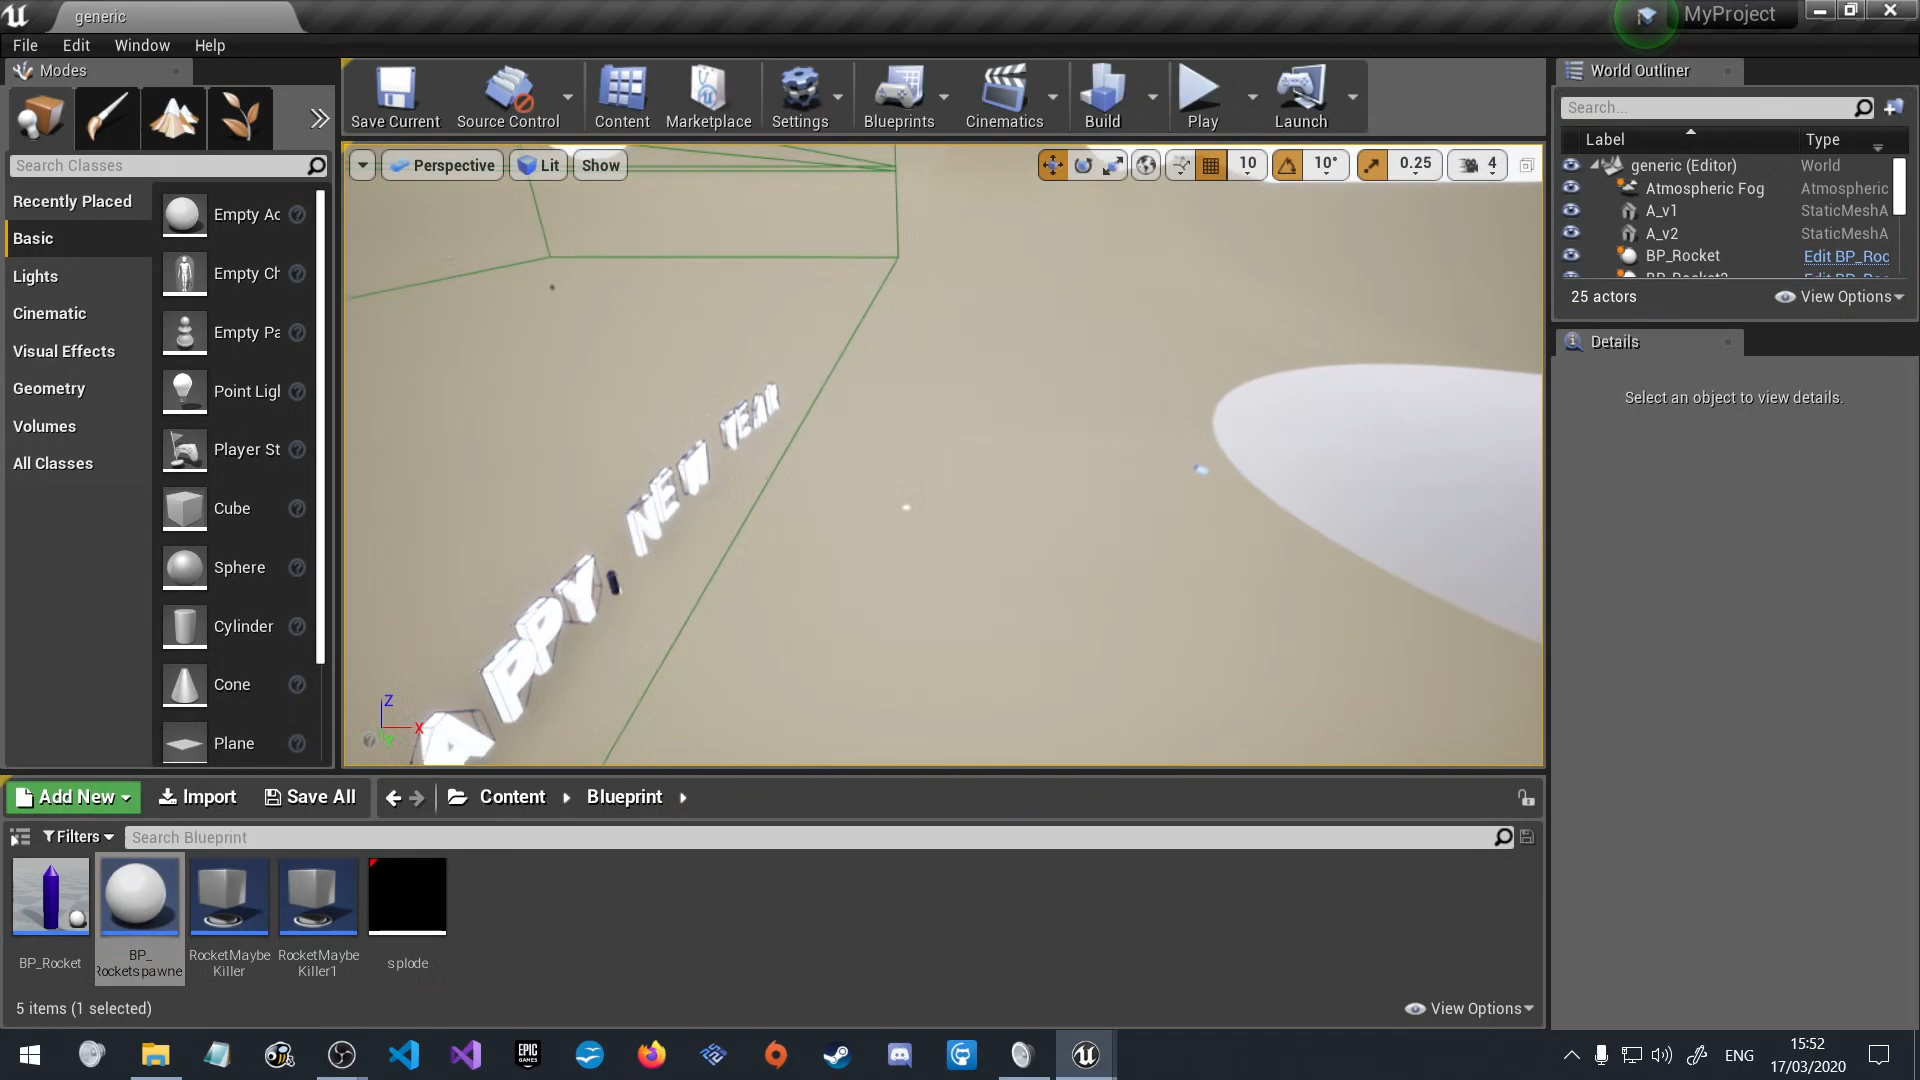 generic
MyProject
File Edit Window Help
Modes
Save Current
Source Control
Content
Marketplace
Settings
Blueprints
Cinematics
Build
Play
Launch
Search Classes
Recently Placed
Basic
Lights
Cinematic
Visual Effects
Geometry
Volumes
All Classes
Empty Ac
Empty Ch
Empty Pa
Point Ligl
Player St
Cube
Sphere
Cylinder
Cone
Plane
Perspective
Lit
Show
10
10°
0.25
4
APPY NEW YEAR
Z
X
Y
World Outliner
Search...
Label Type
generic (Editor) World
Atmospheric Fog Atmospheric
A_v1 StaticMeshA
A_v2 StaticMeshA
BP_Rocket Edit BP_Roc
25 actors
View Options
Details
Select an object to view details.
Add New
Import
Save All
Content
Blueprint
Filters
Search Blueprint
BP_Rocket
BP_
Rocketspawne
RocketMaybe
Killer
RocketMaybe
Killer1
splode
5 items (1 selected)
View Options
EPIC
GAMES
ENG
15:52
17/03/2020